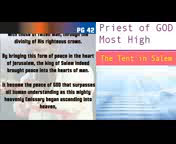 PG 42
divinity of His righteous crown.
By bringing this form of peace in the heart
of Jerusalem, the king of Salem indeed
brought peace into the hearts of men.
It became the peace of GOD that surpasses
all human understanding as this mighty
heavenly Emissary began ascending into
heaven,
Priest of GOD
Most High
The Tent in Salem